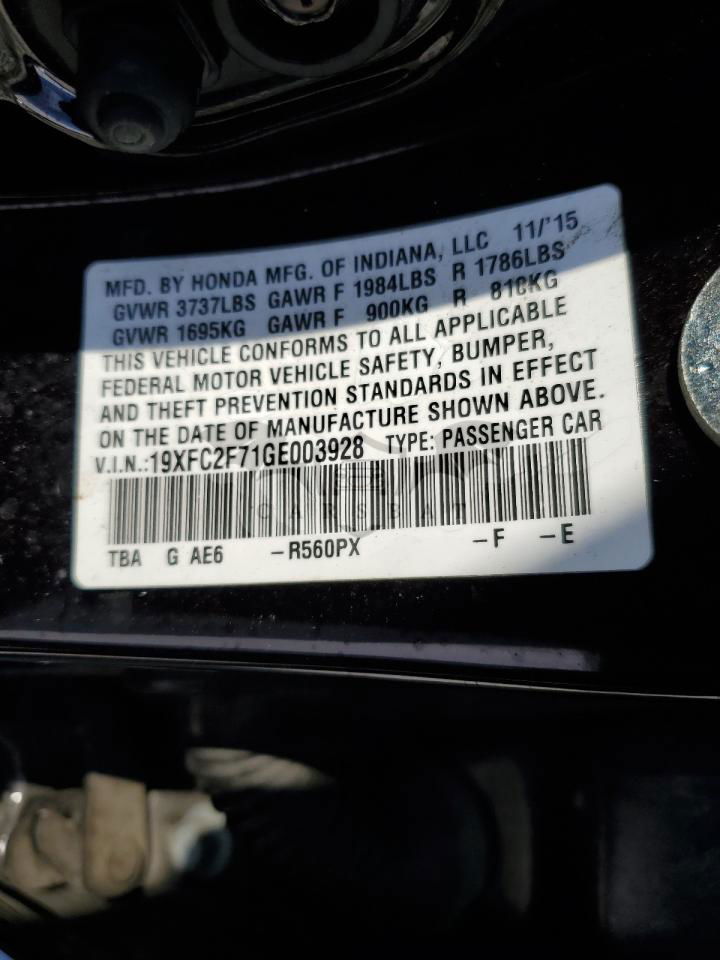 MFD. BY HONDA MFG. OF INDIANA, LLC 11/'15
GVWR 3737LBS GAWR F 1984LBS R 1786LBS
GVWR 1695KG GAWR F 900KG R 810KG
THIS VEHICLE CONFORMS TO ALL APPLICABLE
FEDERAL MOTOR VEHICLE SAFETY, BUMPER,
AND THEFT PREVENTION STANDARDS IN EFFECT
ON THE DATE OF MANUFACTURE SHOWN ABOVE.
V.I.N.:19XFC2F71GE003928 TYPE: PASSENGER CAR
CARSBAT
TBA G AE6 -R560PX -F -E